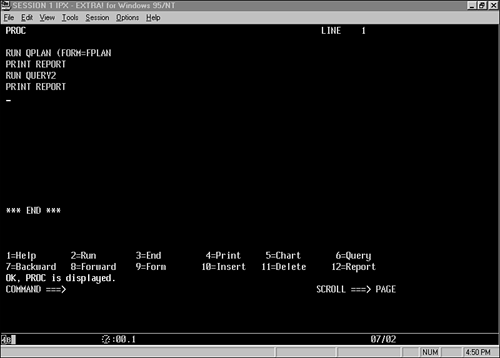 SESSION 1 IPX - EXTRA! for Windows 95/NT
File Edit View Tools Session Options Help
PROC LINE 1
RUN QPLAN (FORM=FPLAN
PRINT REPORT
RUN QUERY2
PRINT REPORT
*** END ***
1=Help 2=Run 3=End 4=Print 5=Chart 6=Query
7=Backward 8=Forward 9=Form 10=Insert 11=Delete 12=Report
OK, PROC is displayed.
COMMAND ===> SCROLL ===> PAGE
:00.1 07/02
NUM 4:50 PM